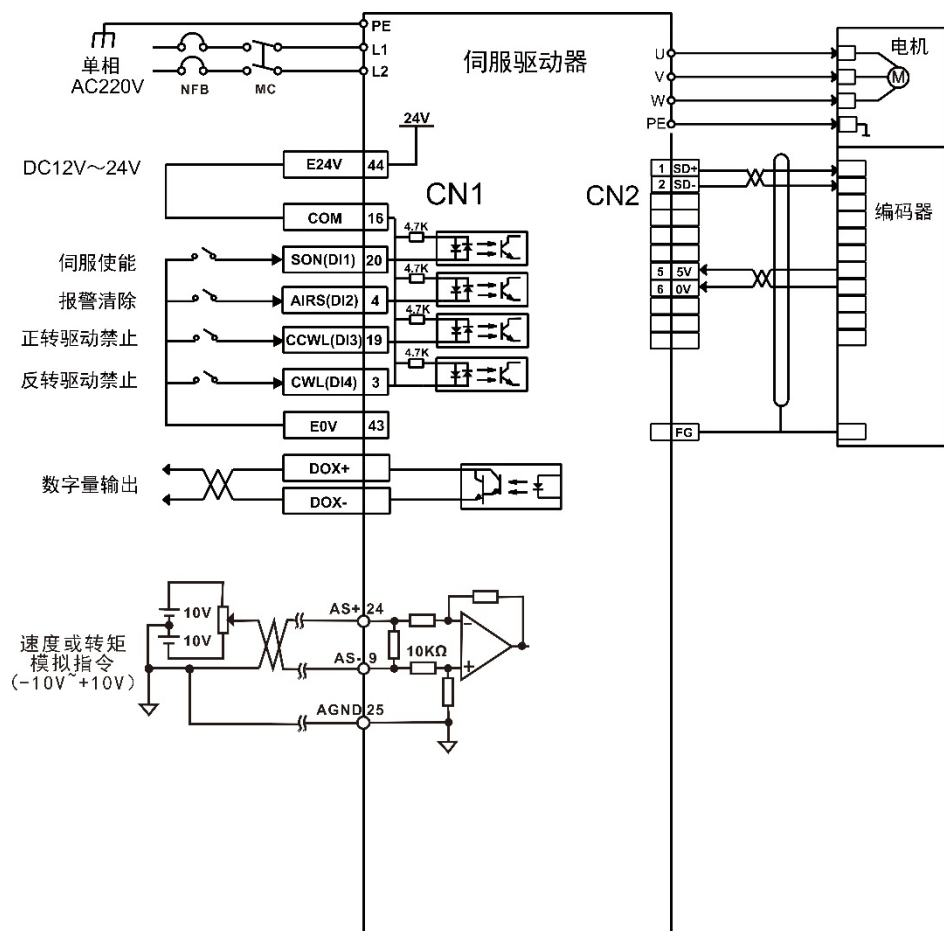 PE
L1
L2
单相
AC220V
NFB
MC
伺服驱动器
U
V
W
PE
电机
M
24V
DC12V～24V
E24V 44
CN1
COM 16
4.7K
伺服使能
SON(DI1) 20
4.7K
报警清除
AIRS(DI2) 4
4.7K
正转驱动禁止
CCWL(DI3) 19
4.7K
反转驱动禁止
CWL(DI4) 3
E0V 43
CN2
1 SD+
2 SD-
5 5V
6 0V
FG
编码器
数字量输出
DOX+
DOX-
10V
10V
速度或转矩
模拟指令
(-10V~+10V)
AS+ 24
AS- 9
AGND 25
10KΩ
−
+